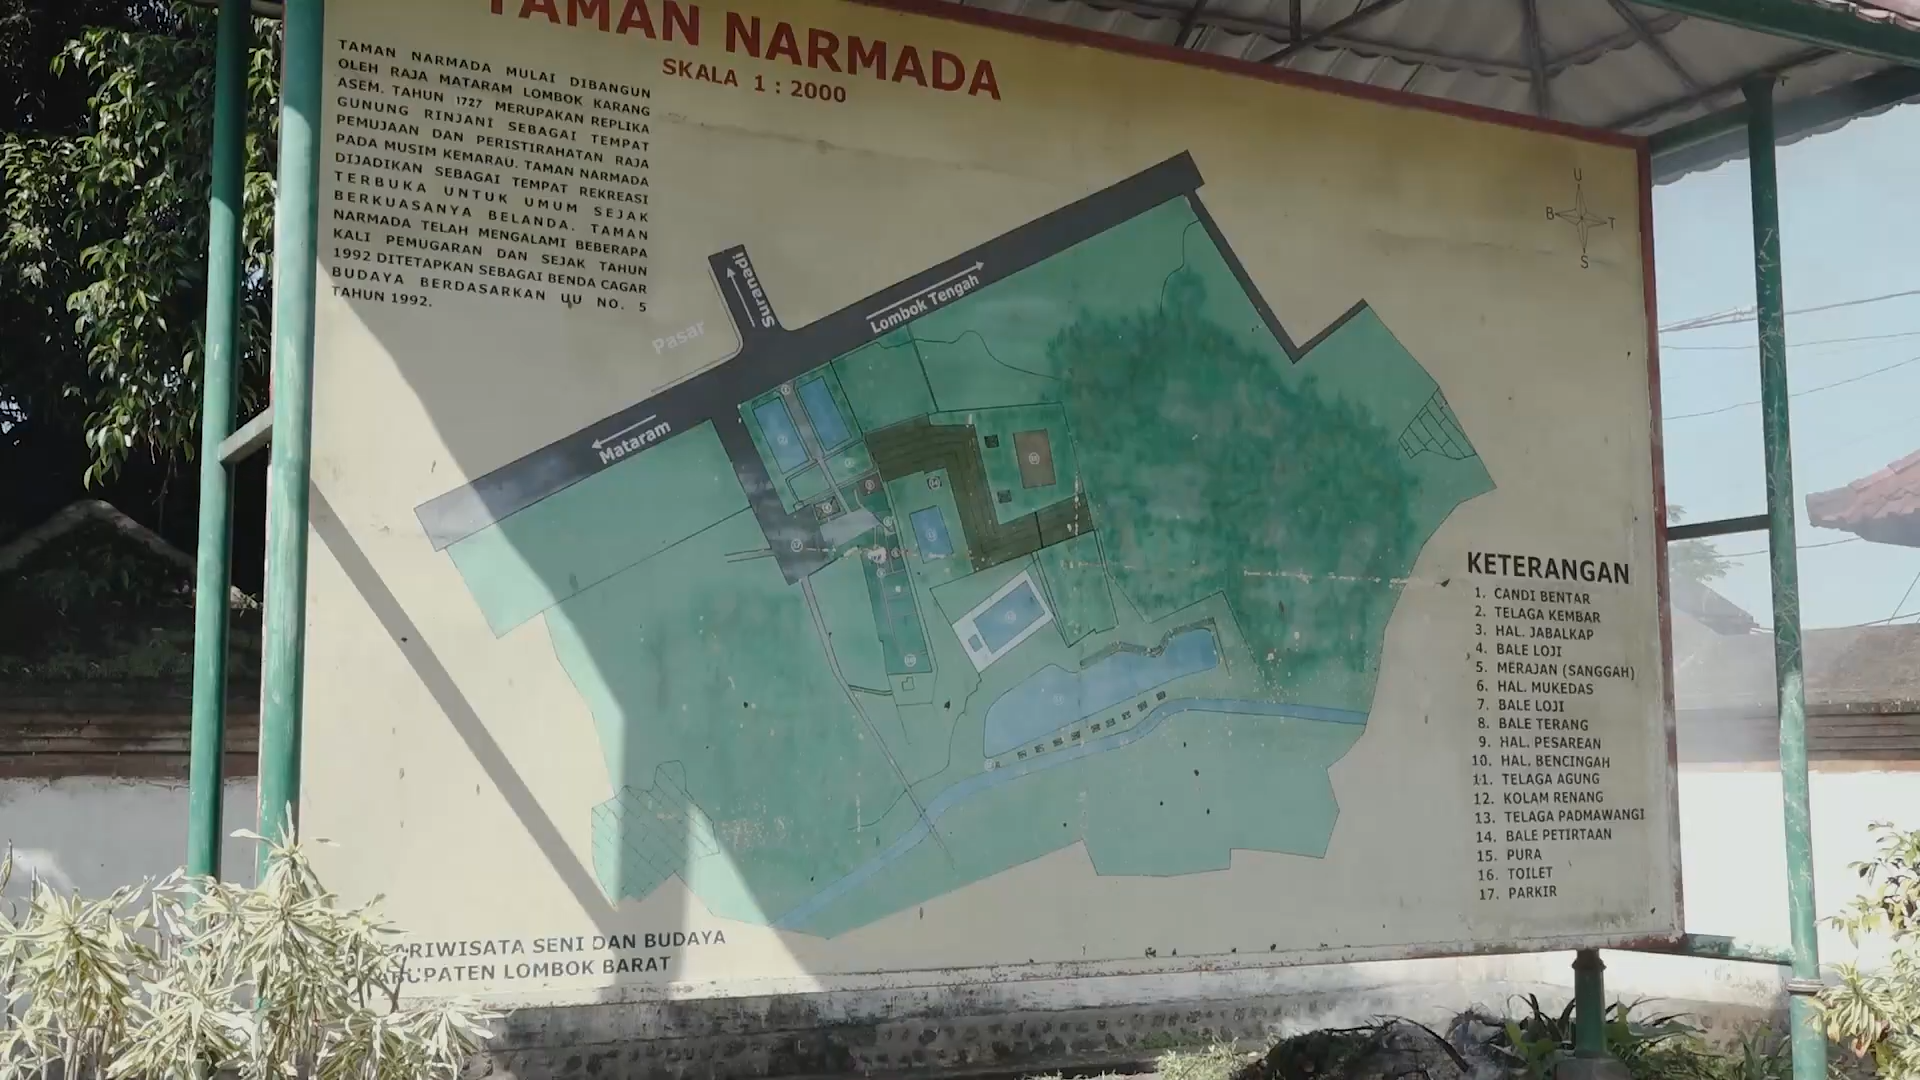 TAMAN NARMADA
SKALA 1 : 2000
TAMAN NARMADA MULAI DIBANGUN
OLEH RAJA MATARAM LOMBOK KARANG
ASEM. TAHUN 1727 MERUPAKAN REPLIKA
GUNUNG RINJANI SEBAGAI TEMPAT
PEMUJAAN DAN PERISTIRAHATAN RAJA
PADA MUSIM KEMARAU. TAMAN NARMADA
DIJADIKAN SEBAGAI TEMPAT REKREASI
TERBUKA UNTUK UMUM SEJAK
BERKUASANYA BELANDA. TAMAN
NARMADA TELAH MENGALAMI BEBERAPA
KALI PEMUGARAN DAN SEJAK TAHUN
1992 DITETAPKAN SEBAGAI BENDA CAGAR
BUDAYA BERDASARKAN UU NO. 5
TAHUN 1992.
U
B T
S
Suranadi
Pasar
Lombok Tengah
Mataram
KETERANGAN
1. CANDI BENTAR
2. TELAGA KEMBAR
3. HAL. JABALKAP
4. BALE LOJI
5. MERAJAN (SANGGAH)
6. HAL. MUKEDAS
7. BALE LOJI
8. BALE TERANG
9. HAL. PESAREAN
10. HAL. BENCINGAH
11. TELAGA AGUNG
12. KOLAM RENANG
13. TELAGA PADMAWANGI
14. BALE PETIRTAAN
15. PURA
16. TOILET
17. PARKIR
ARIWISATA SENI DAN BUDAYA
BUPATEN LOMBOK BARAT